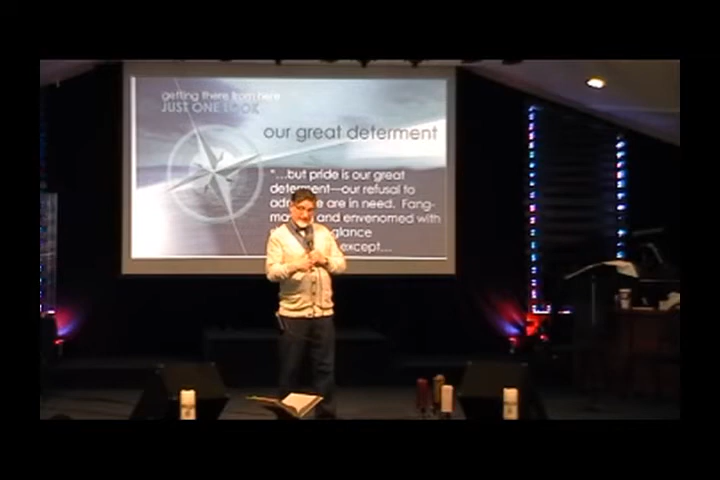 getting there from here
JUST ONE LOOK
our great determent
"...but pride is our great
determent—our refusal to
are in need. Fang-
and envenomed with
glance
except...